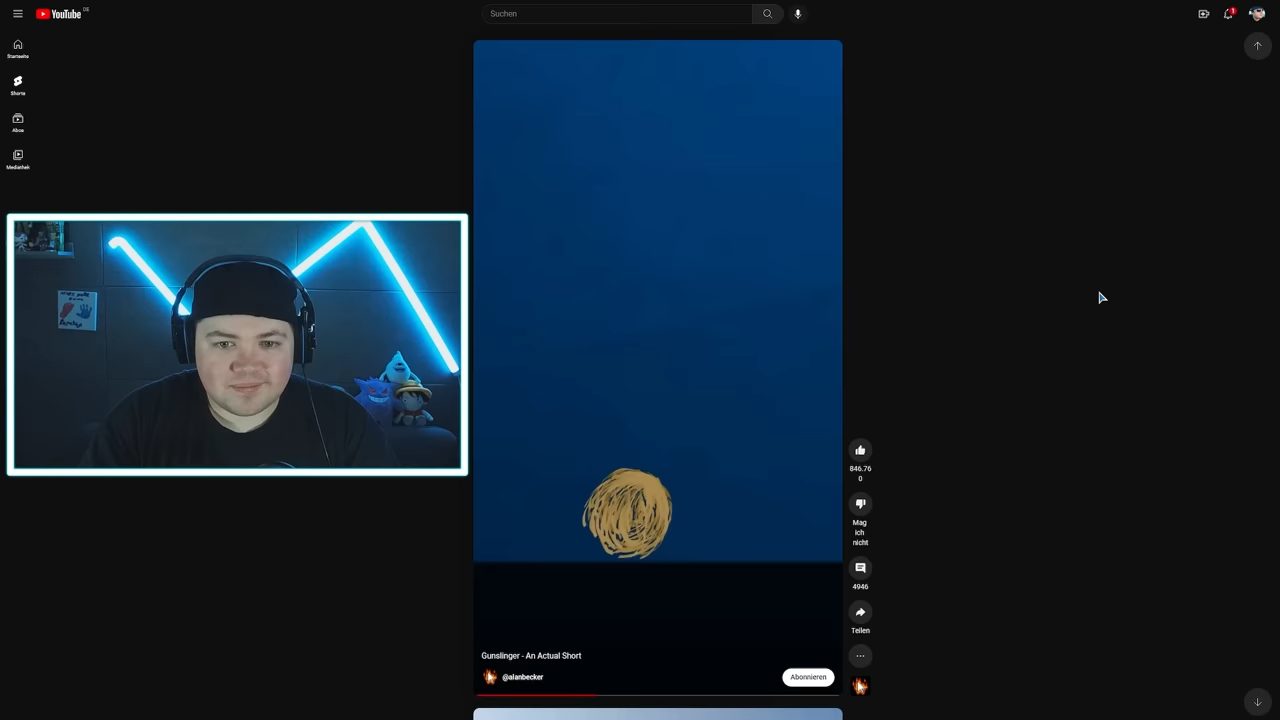 YouTube DE
Suchen
1
Startseite
Shorts
Abos
Mediathek
846.76
0
Mag
ich
nicht
4946
Teilen
Gunslinger - An Actual Short
@alanbecker
Abonnieren